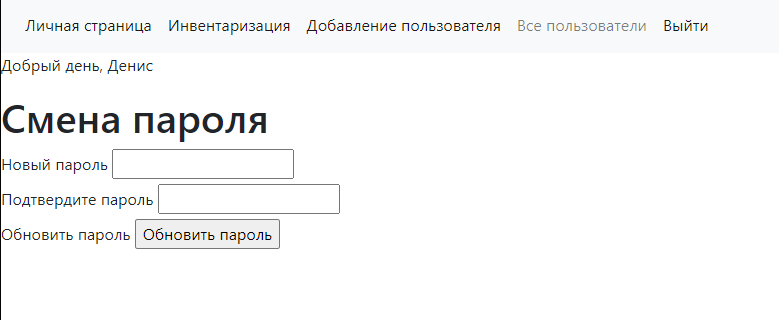 Личная страница Инвентаризация Добавление пользователя Все пользователи Выйти
Добрый день, Денис
Смена пароля
Новый пароль
Подтвердите пароль
Обновить пароль Обновить пароль